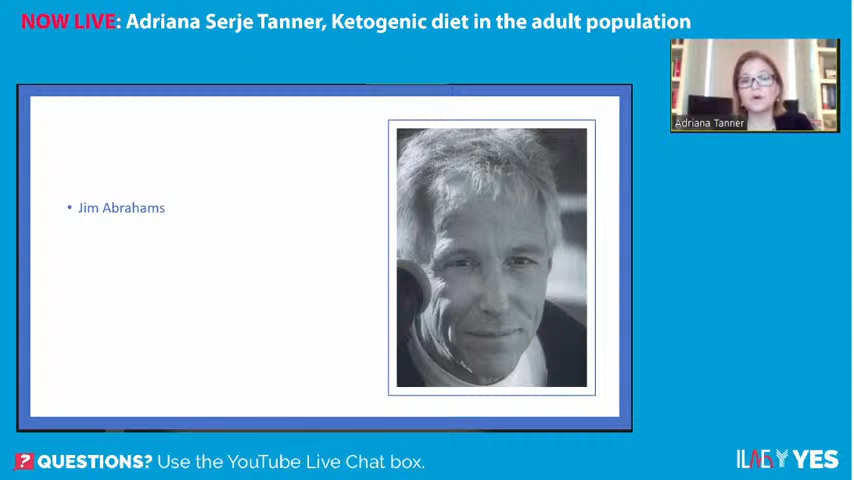 NOW LIVE: Adriana Serje Tanner, Ketogenic diet in the adult population
Adriana Tanner
• Jim Abrahams
? QUESTIONS? Use the YouTube Live Chat box.
ILAE YES